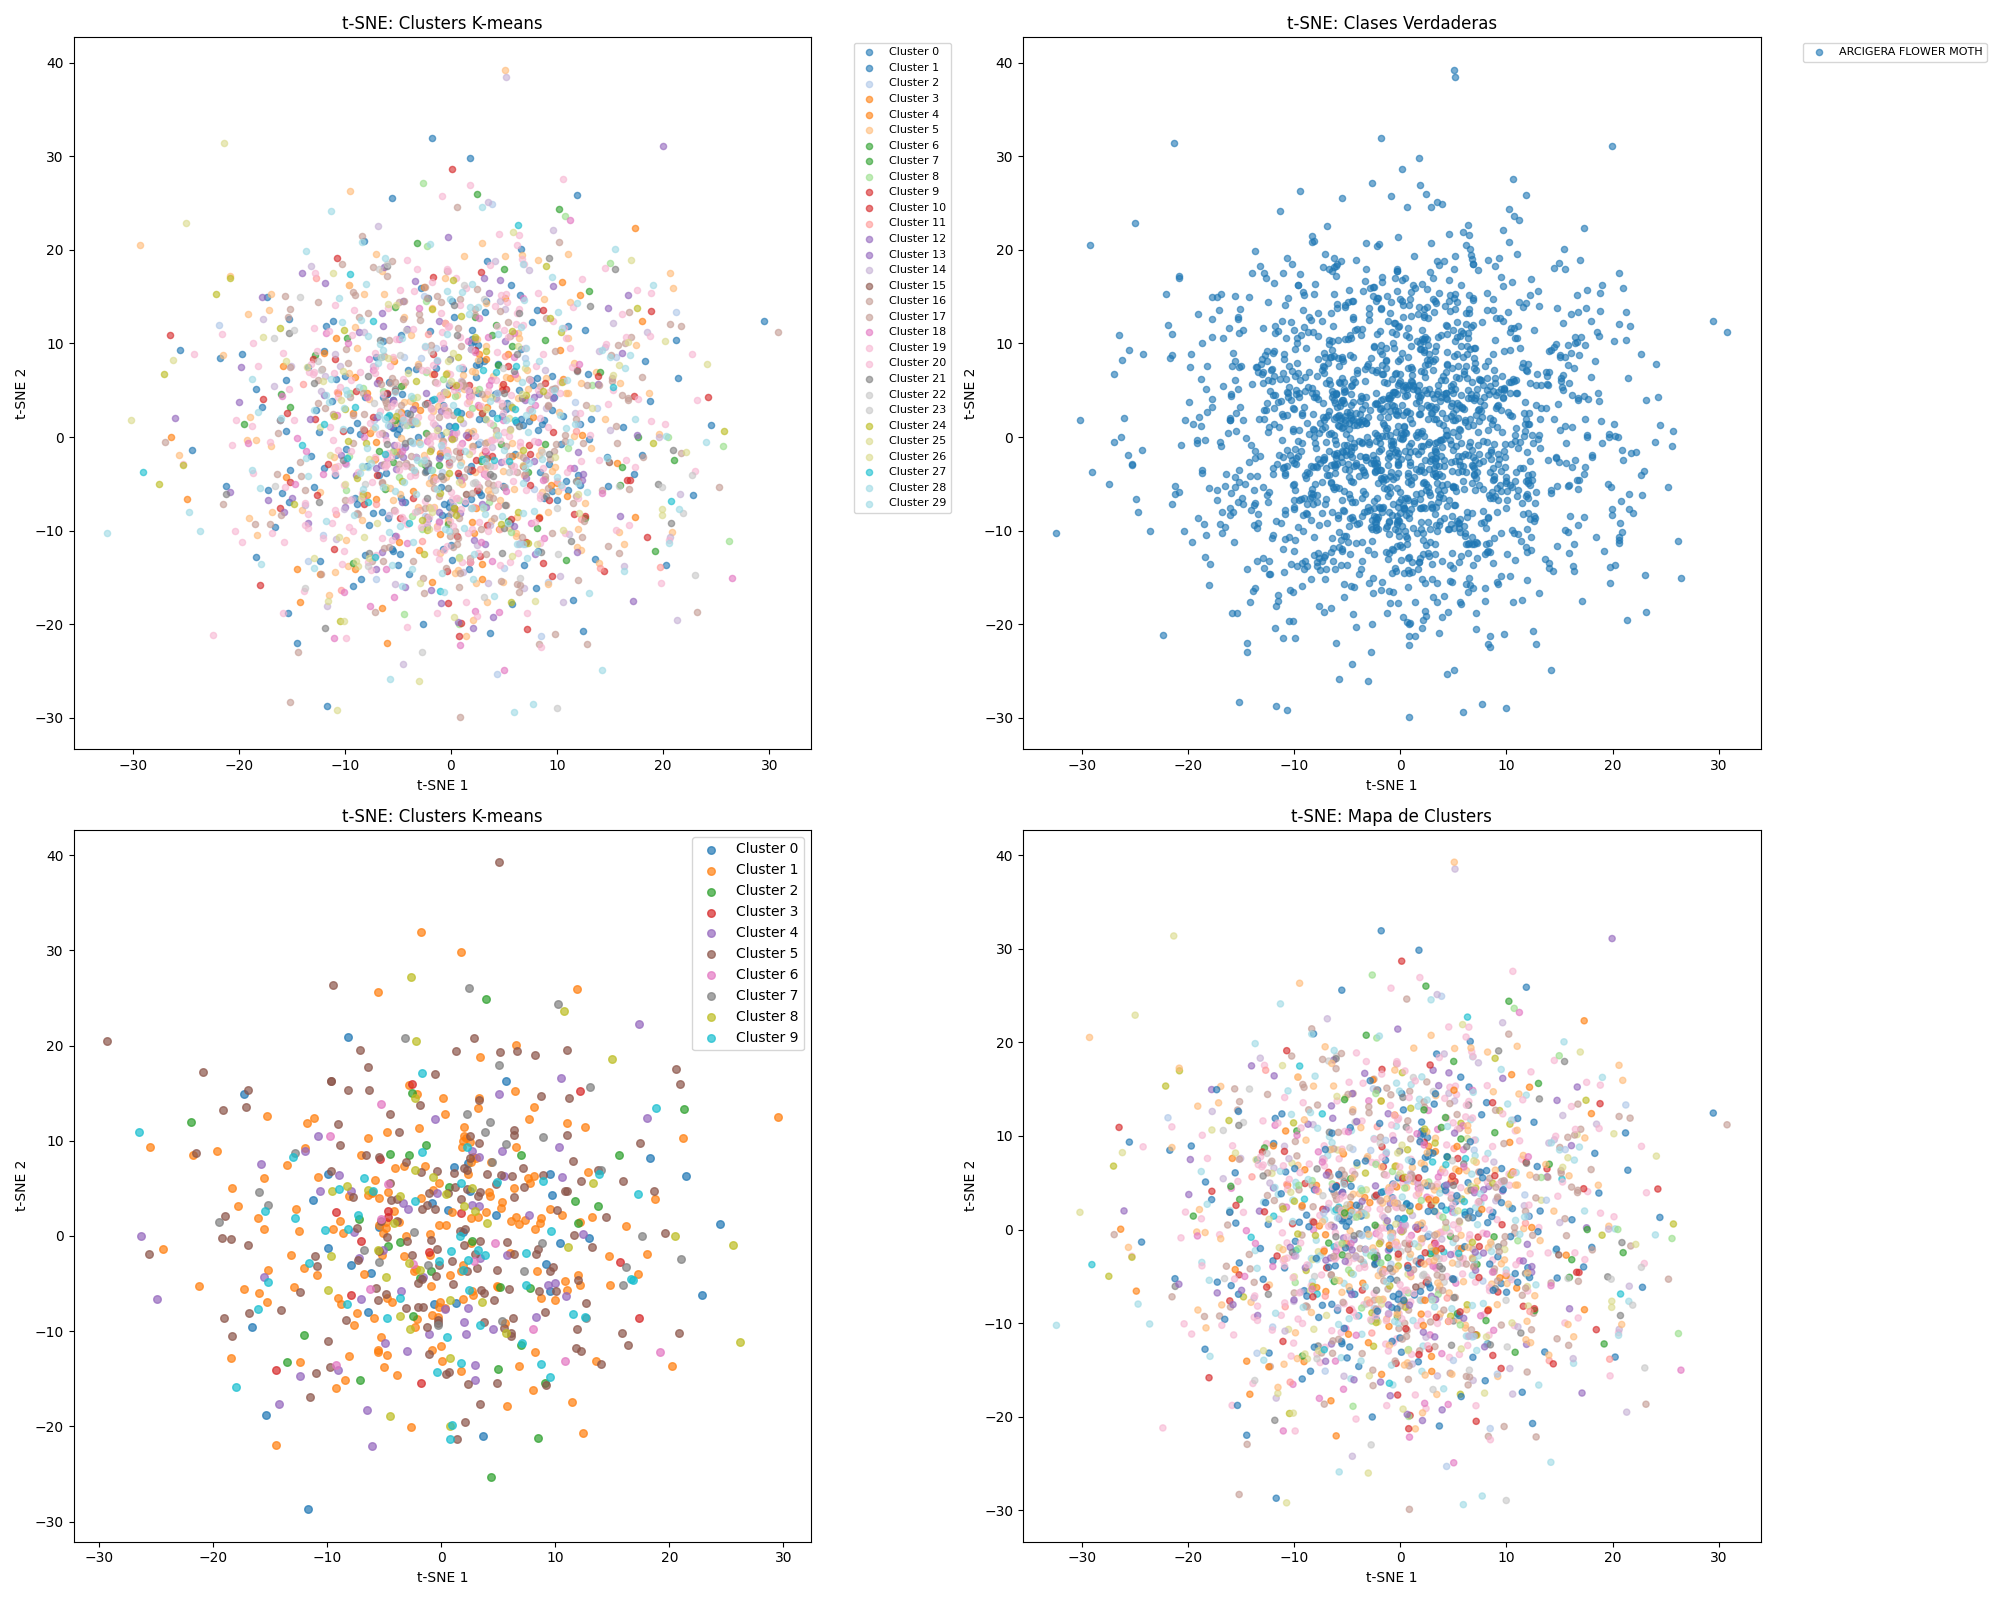 t-SNE: Clusters K-means
40
30
20
10
0
−10
−20
−30
t-SNE 2
−30 −20 −10 0 10 20 30
t-SNE 1
Cluster 0
Cluster 1
Cluster 2
Cluster 3
Cluster 4
Cluster 5
Cluster 6
Cluster 7
Cluster 8
Cluster 9
Cluster 10
Cluster 11
Cluster 12
Cluster 13
Cluster 14
Cluster 15
Cluster 16
Cluster 17
Cluster 18
Cluster 19
Cluster 20
Cluster 21
Cluster 22
Cluster 23
Cluster 24
Cluster 25
Cluster 26
Cluster 27
Cluster 28
Cluster 29
t-SNE: Clases Verdaderas
40
30
20
10
0
−10
−20
−30
t-SNE 2
−30 −20 −10 0 10 20 30
t-SNE 1
ARCIGERA FLOWER MOTH
t-SNE: Clusters K-means
40
30
20
10
0
−10
−20
−30
t-SNE 2
−30 −20 −10 0 10 20 30
t-SNE 1
Cluster 0
Cluster 1
Cluster 2
Cluster 3
Cluster 4
Cluster 5
Cluster 6
Cluster 7
Cluster 8
Cluster 9
t-SNE: Mapa de Clusters
40
30
20
10
0
−10
−20
−30
t-SNE 2
−30 −20 −10 0 10 20 30
t-SNE 1